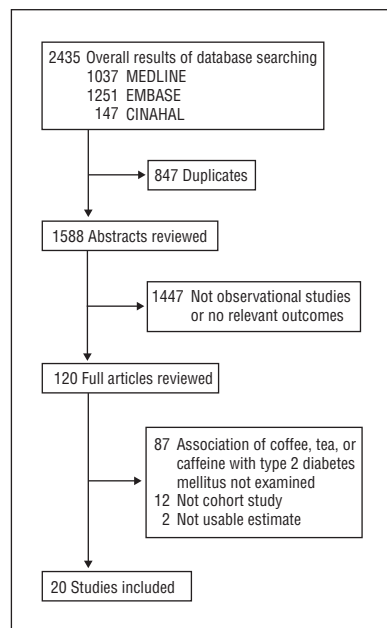 2435 Overall results of database searching
1037 MEDLINE
1251 EMBASE
147 CINAHAL
847 Duplicates
1588 Abstracts reviewed
1447 Not observational studies
or no relevant outcomes
120 Full articles reviewed
87 Association of coffee, tea, or
caffeine with type 2 diabetes
mellitus not examined
12 Not cohort study
2 Not usable estimate
20 Studies included